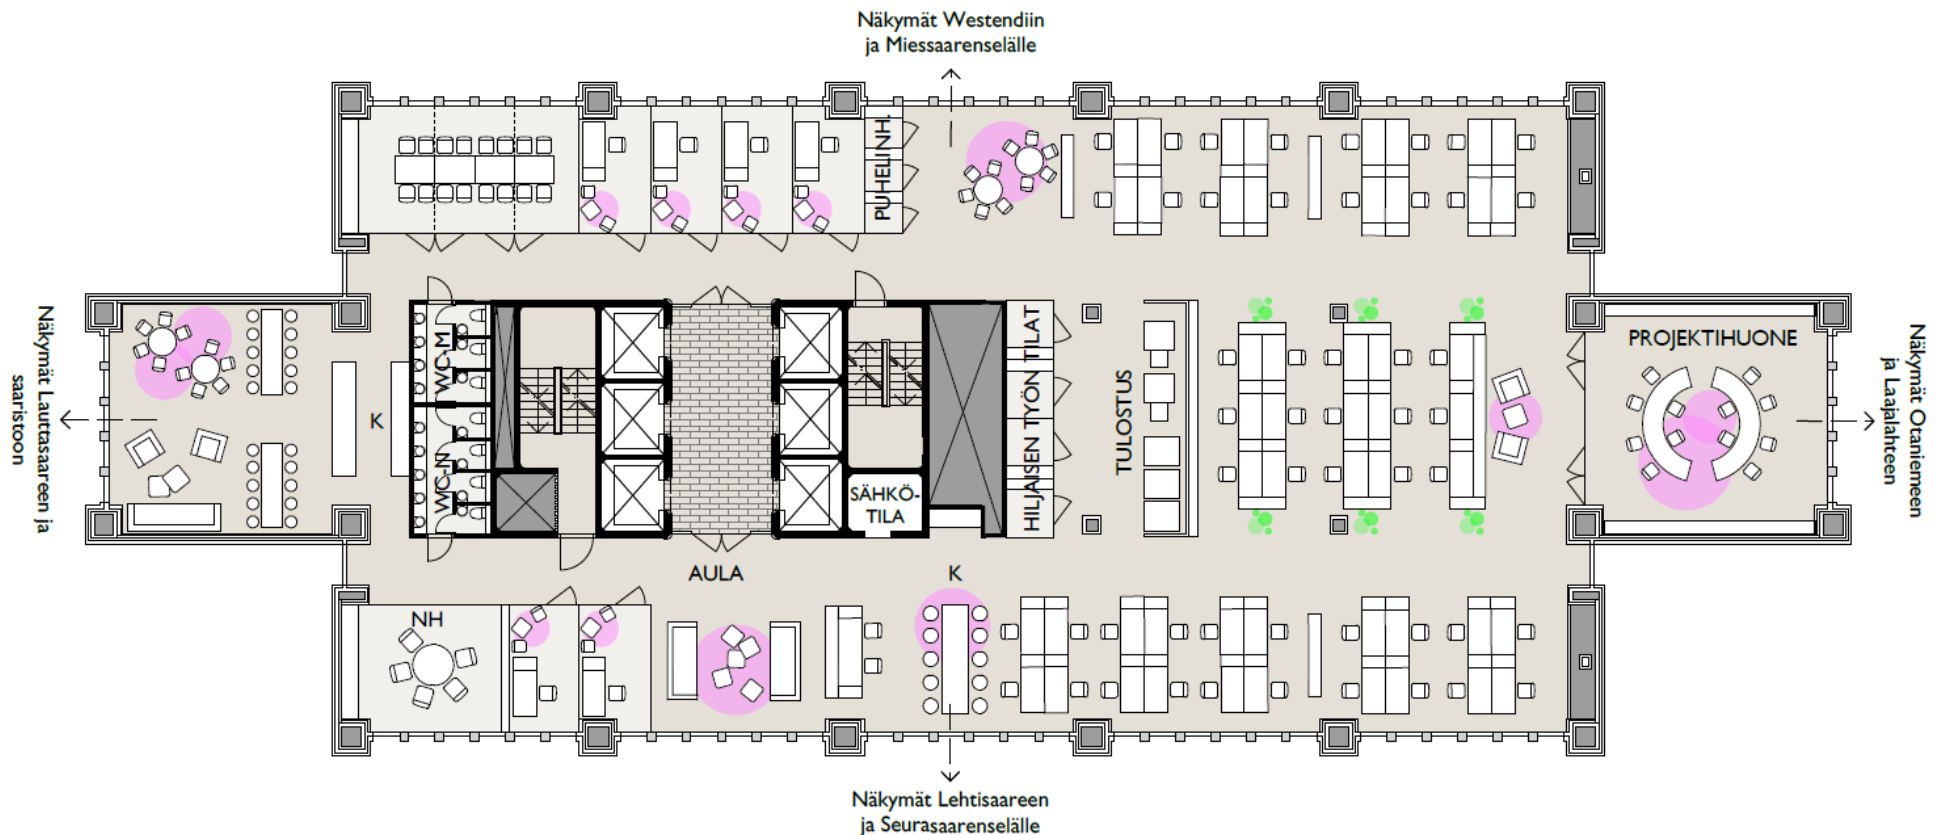 Näkymät Westendiin
ja Miessaarenselälle
PUHELINH.
Näkymät Lauttasaareen ja
saaristoon
K
WC-M
WC-N
SÄHKÖ-
TILA
HILJAISEN TYÖN TILAT
TULOSTUS
PROJEKTIHUONE
Näkymät Otaniemeen
ja Laajalahteen
AULA
K
NH
Näkymät Lehtisaareen
ja Seurasaarenselälle